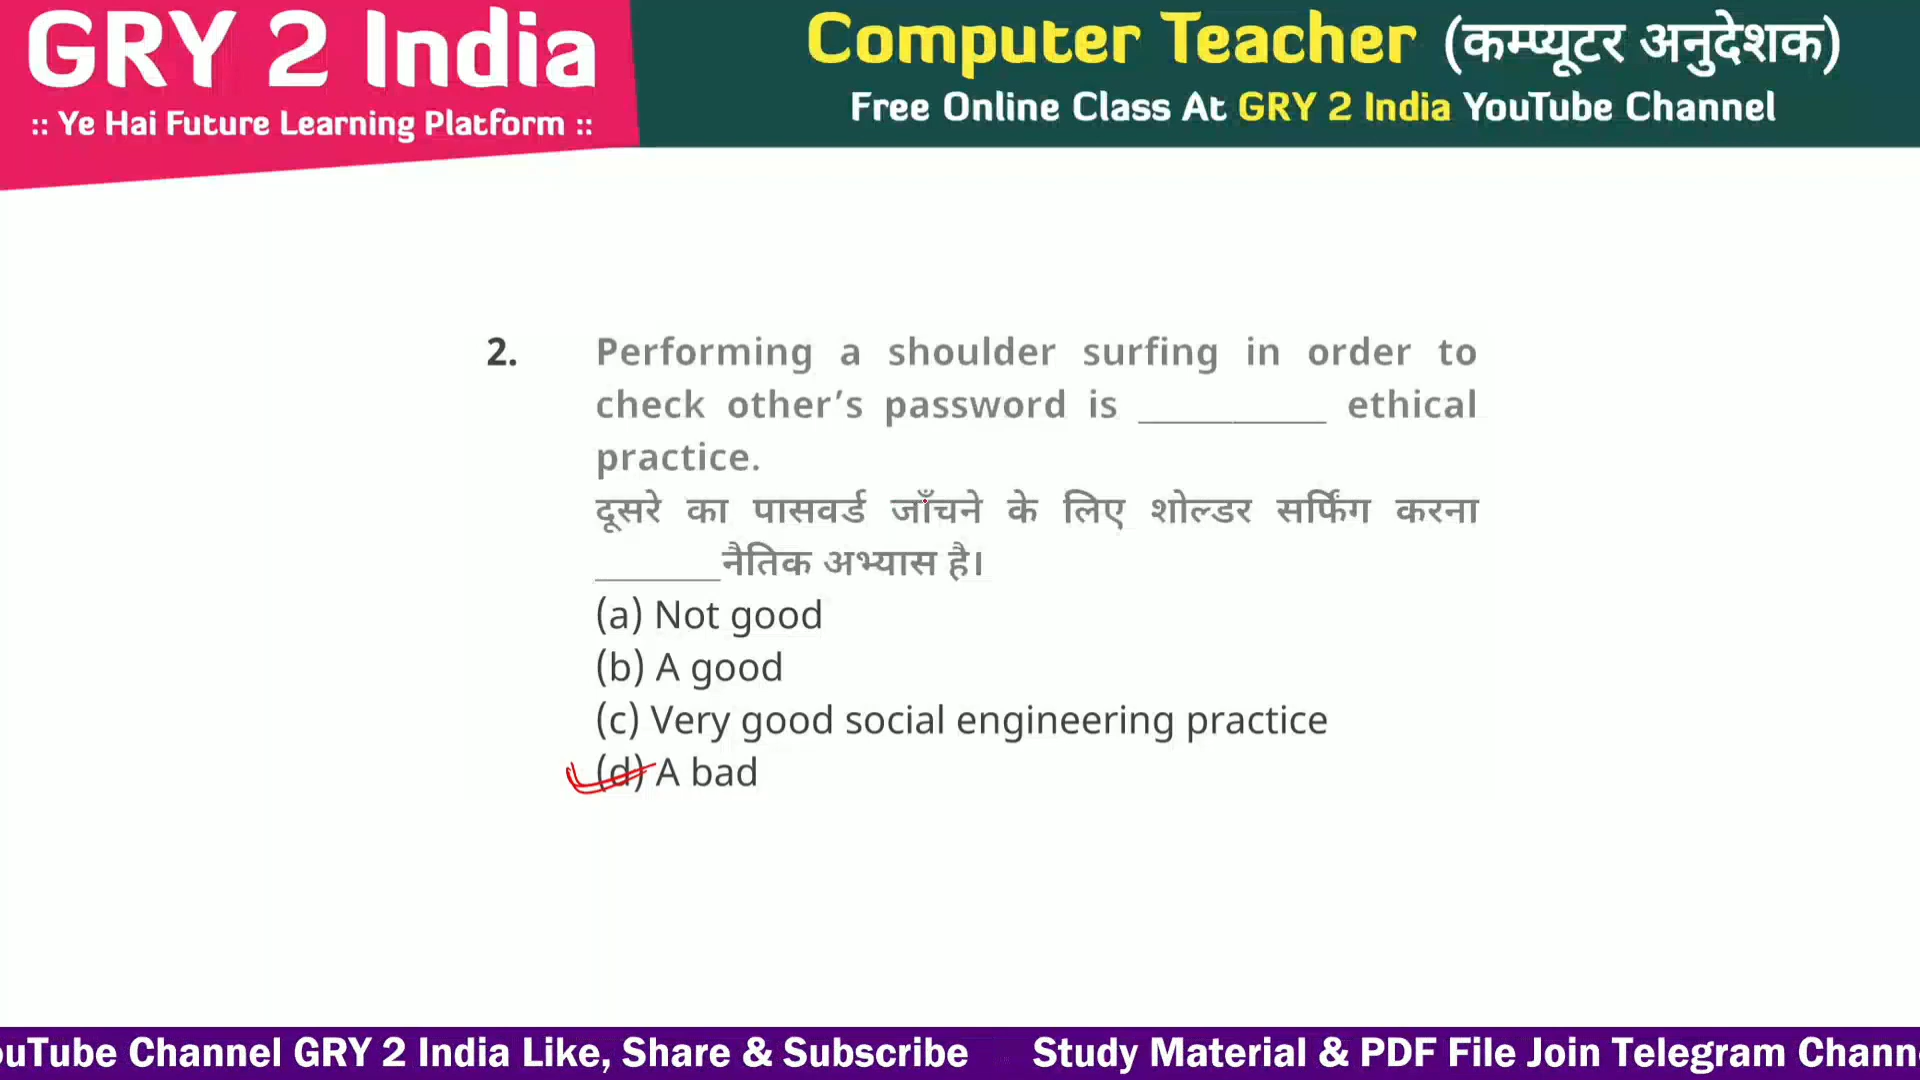 GRY 2 India
:: Ye Hai Future Learning Platform ::
Computer Teacher (कम्प्यूटर अनुदेशक)
Free Online Class At GRY 2 India YouTube Channel
2. Performing a shoulder surfing in order to
check other’s password is __________ ethical
practice.
दूसरे का पासवर्ड जाँचने के लिए शोल्डर सर्फिंग करना
_______नैतिक अभ्यास है।
(a) Not good
(b) A good
(c) Very good social engineering practice
(d) A bad
ouTube Channel GRY 2 India Like, Share & Subscribe Study Material & PDF File Join Telegram Chann